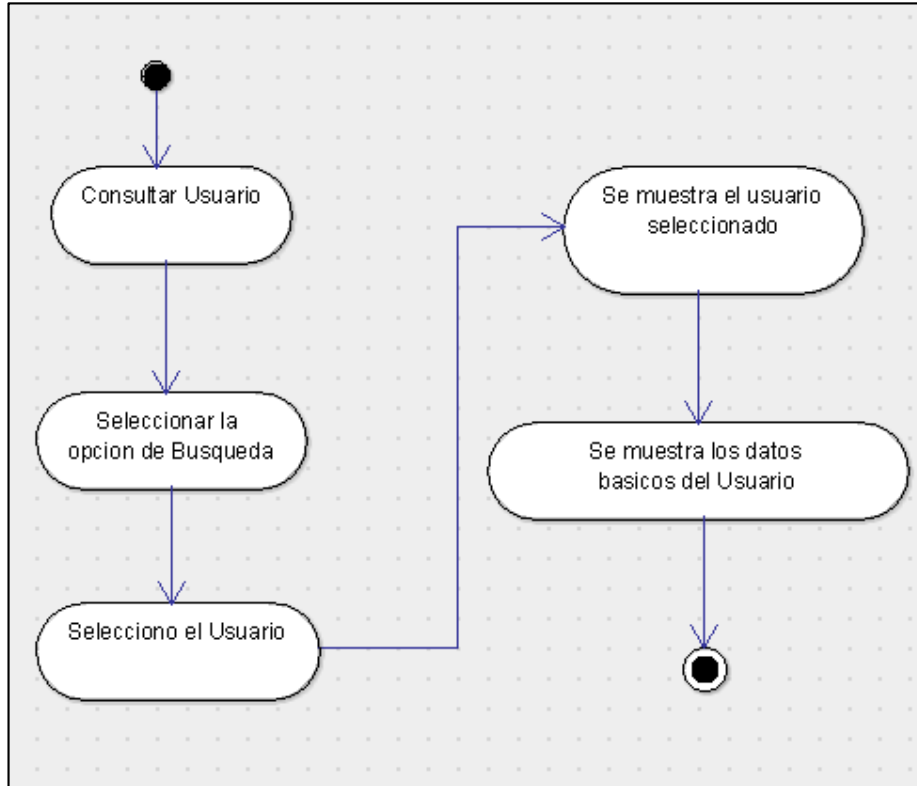 Consultar Usuario
Seleccionar la
opcion de Busqueda
Selecciono el Usuario
Se muestra el usuario
seleccionado
Se muestra los datos
basicos del Usuario